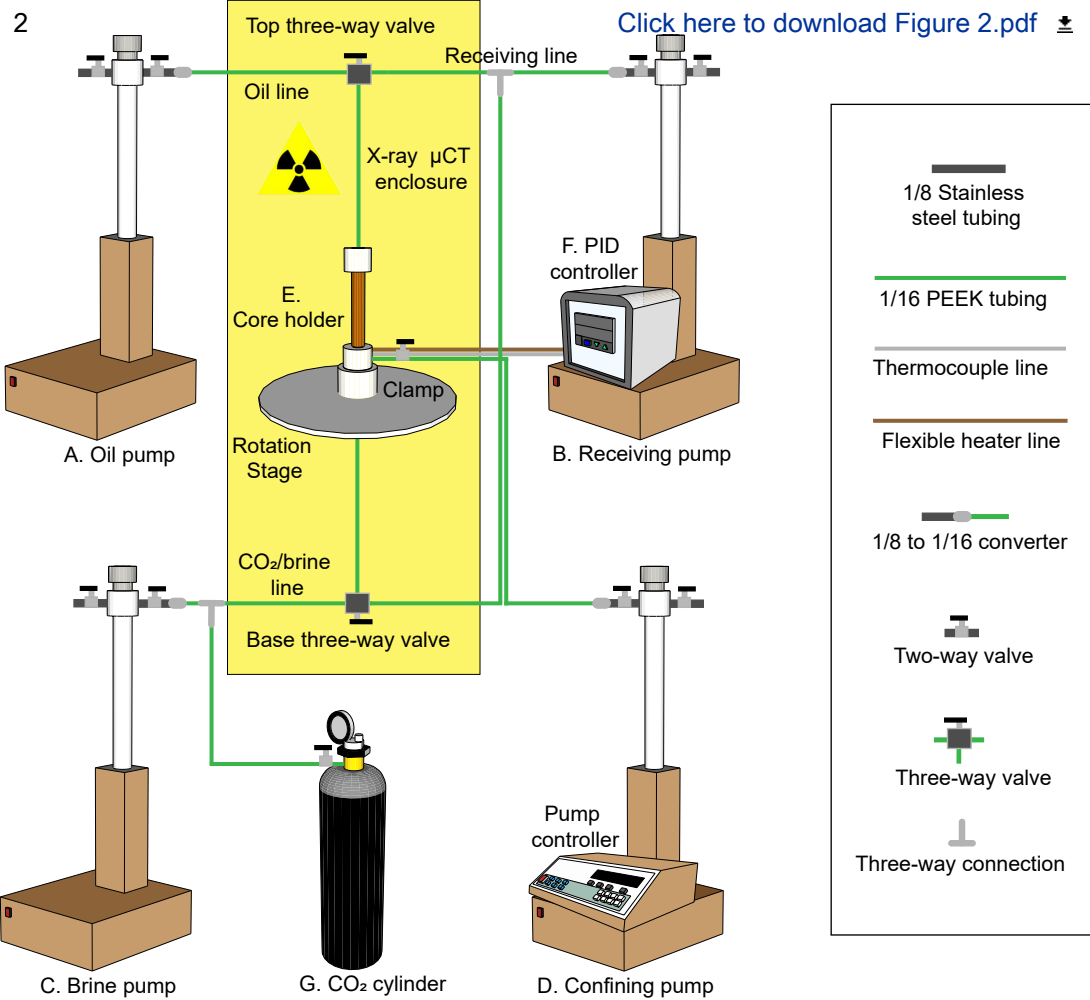 2
Click here to download Figure 2.pdf
Top three-way valve
Receiving line
Oil line
X-ray µCT
enclosure
F. PID
controller
E.
Core holder
Clamp
Rotation
Stage
A. Oil pump
B. Receiving pump
CO₂/brine
line
Base three-way valve
Pump
controller
C. Brine pump
G. CO₂ cylinder
D. Confining pump
1/8 Stainless
steel tubing
1/16 PEEK tubing
Thermocouple line
Flexible heater line
1/8 to 1/16 converter
Two-way valve
Three-way valve
Three-way connection